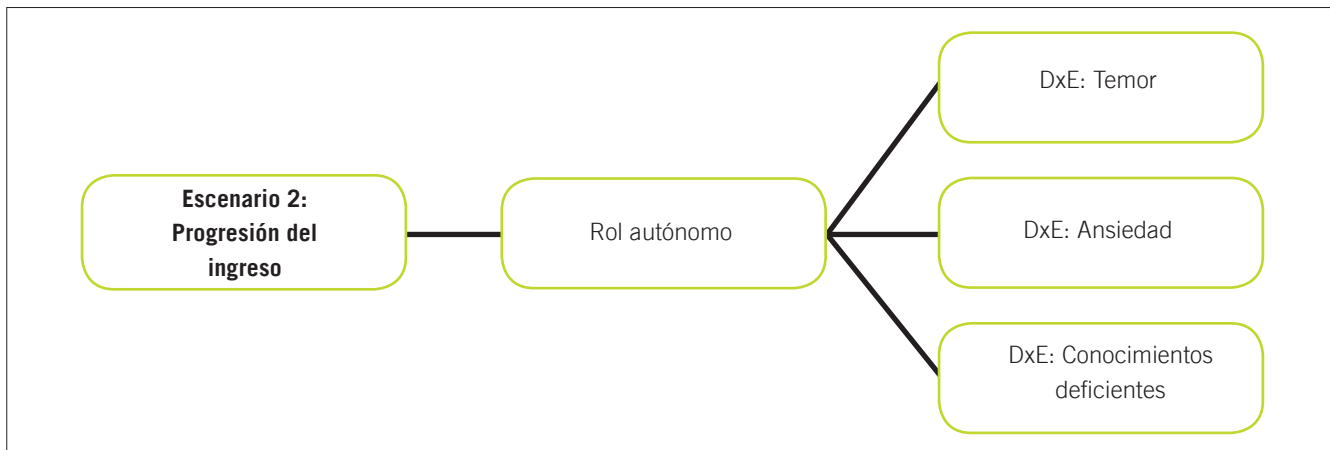 Escenario 2:
Progresión del
ingreso
Rol autónomo
DxE: Temor
DxE: Ansiedad
DxE: Conocimientos
deficientes